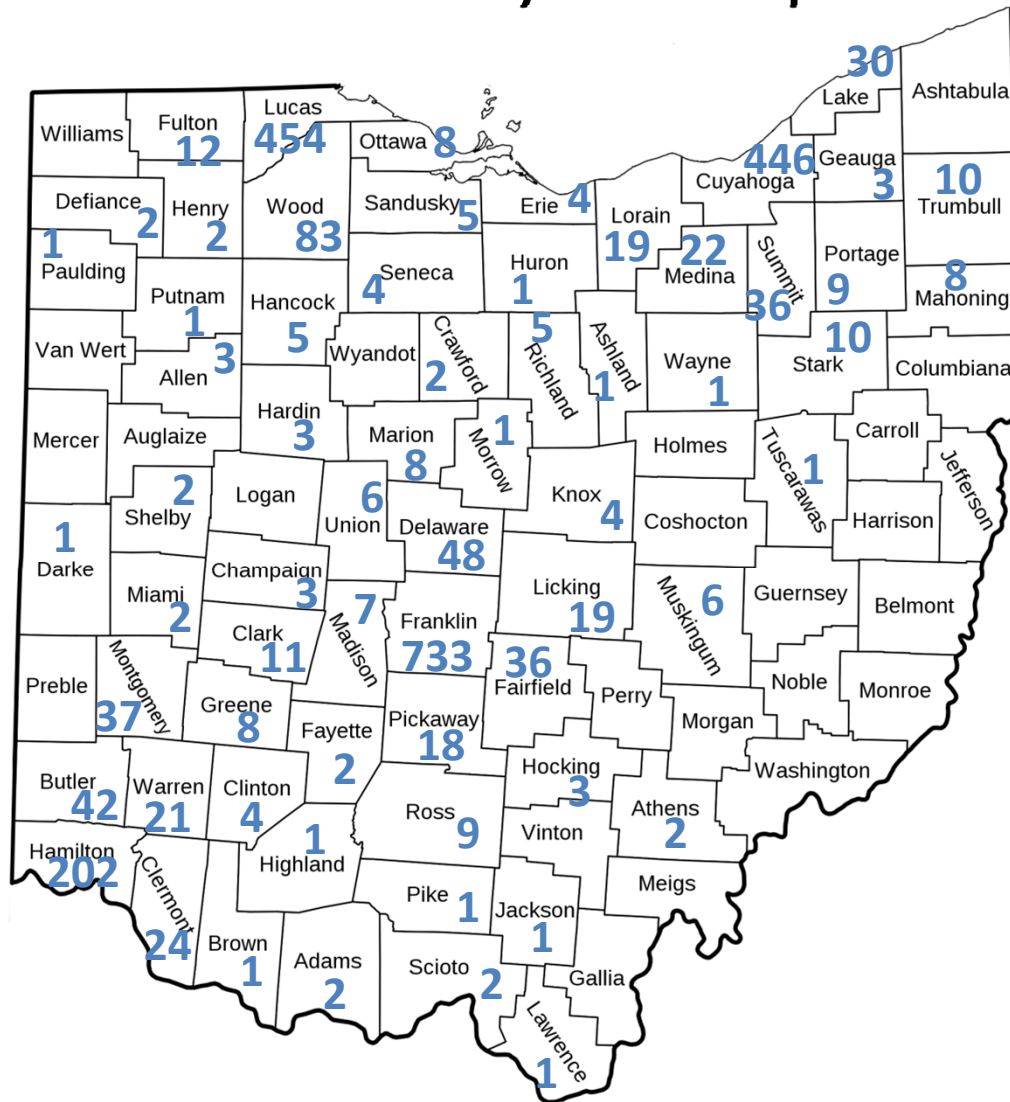 30
Lake
Ashtabula
Lucas
454
Williams
Fulton
12
Ottawa 8
446
Cuyahoga
Geauga
3
10
Trumbull
Defiance
2
Henry
2
Wood
83
Sandusky
5
Erie 4
Lorain
19
22
Medina
Summit
36
Portage
9
8
Mahoning
1
Paulding
Putnam
1
Hancock
5
Seneca
4
Huron
1
Van Wert
3
Allen
Wyandot
Crawford
2
5
Richland
Ashland
1
Wayne
1
10
Stark
Columbiana
Mercer
Auglaize
Hardin
3
Marion
8
1
Morrow
Holmes
Tuscarawas
1
Carroll
Jefferson
2
Shelby
Logan
6
Union
Delaware
48
Knox
4
Coshocton
Harrison
1
Darke
Miami
2
Champaign
3
Clark
11
7
Madison
Franklin
733
Licking
19
Muskingum
6
Guernsey
Belmont
Preble
Montgomery
37
Greene
8
Fayette
2
Pickaway
18
36
Fairfield
Perry
Morgan
Noble
Monroe
Butler
42
Warren
21
Clinton
4
Ross
9
Hocking
3
Vinton
Athens
2
Washington
Hamilton
202
Clermont
24
1
Highland
Pike 1
Jackson
1
Meigs
Brown
1
Adams
2
Scioto
2
Gallia
Lawrence
1